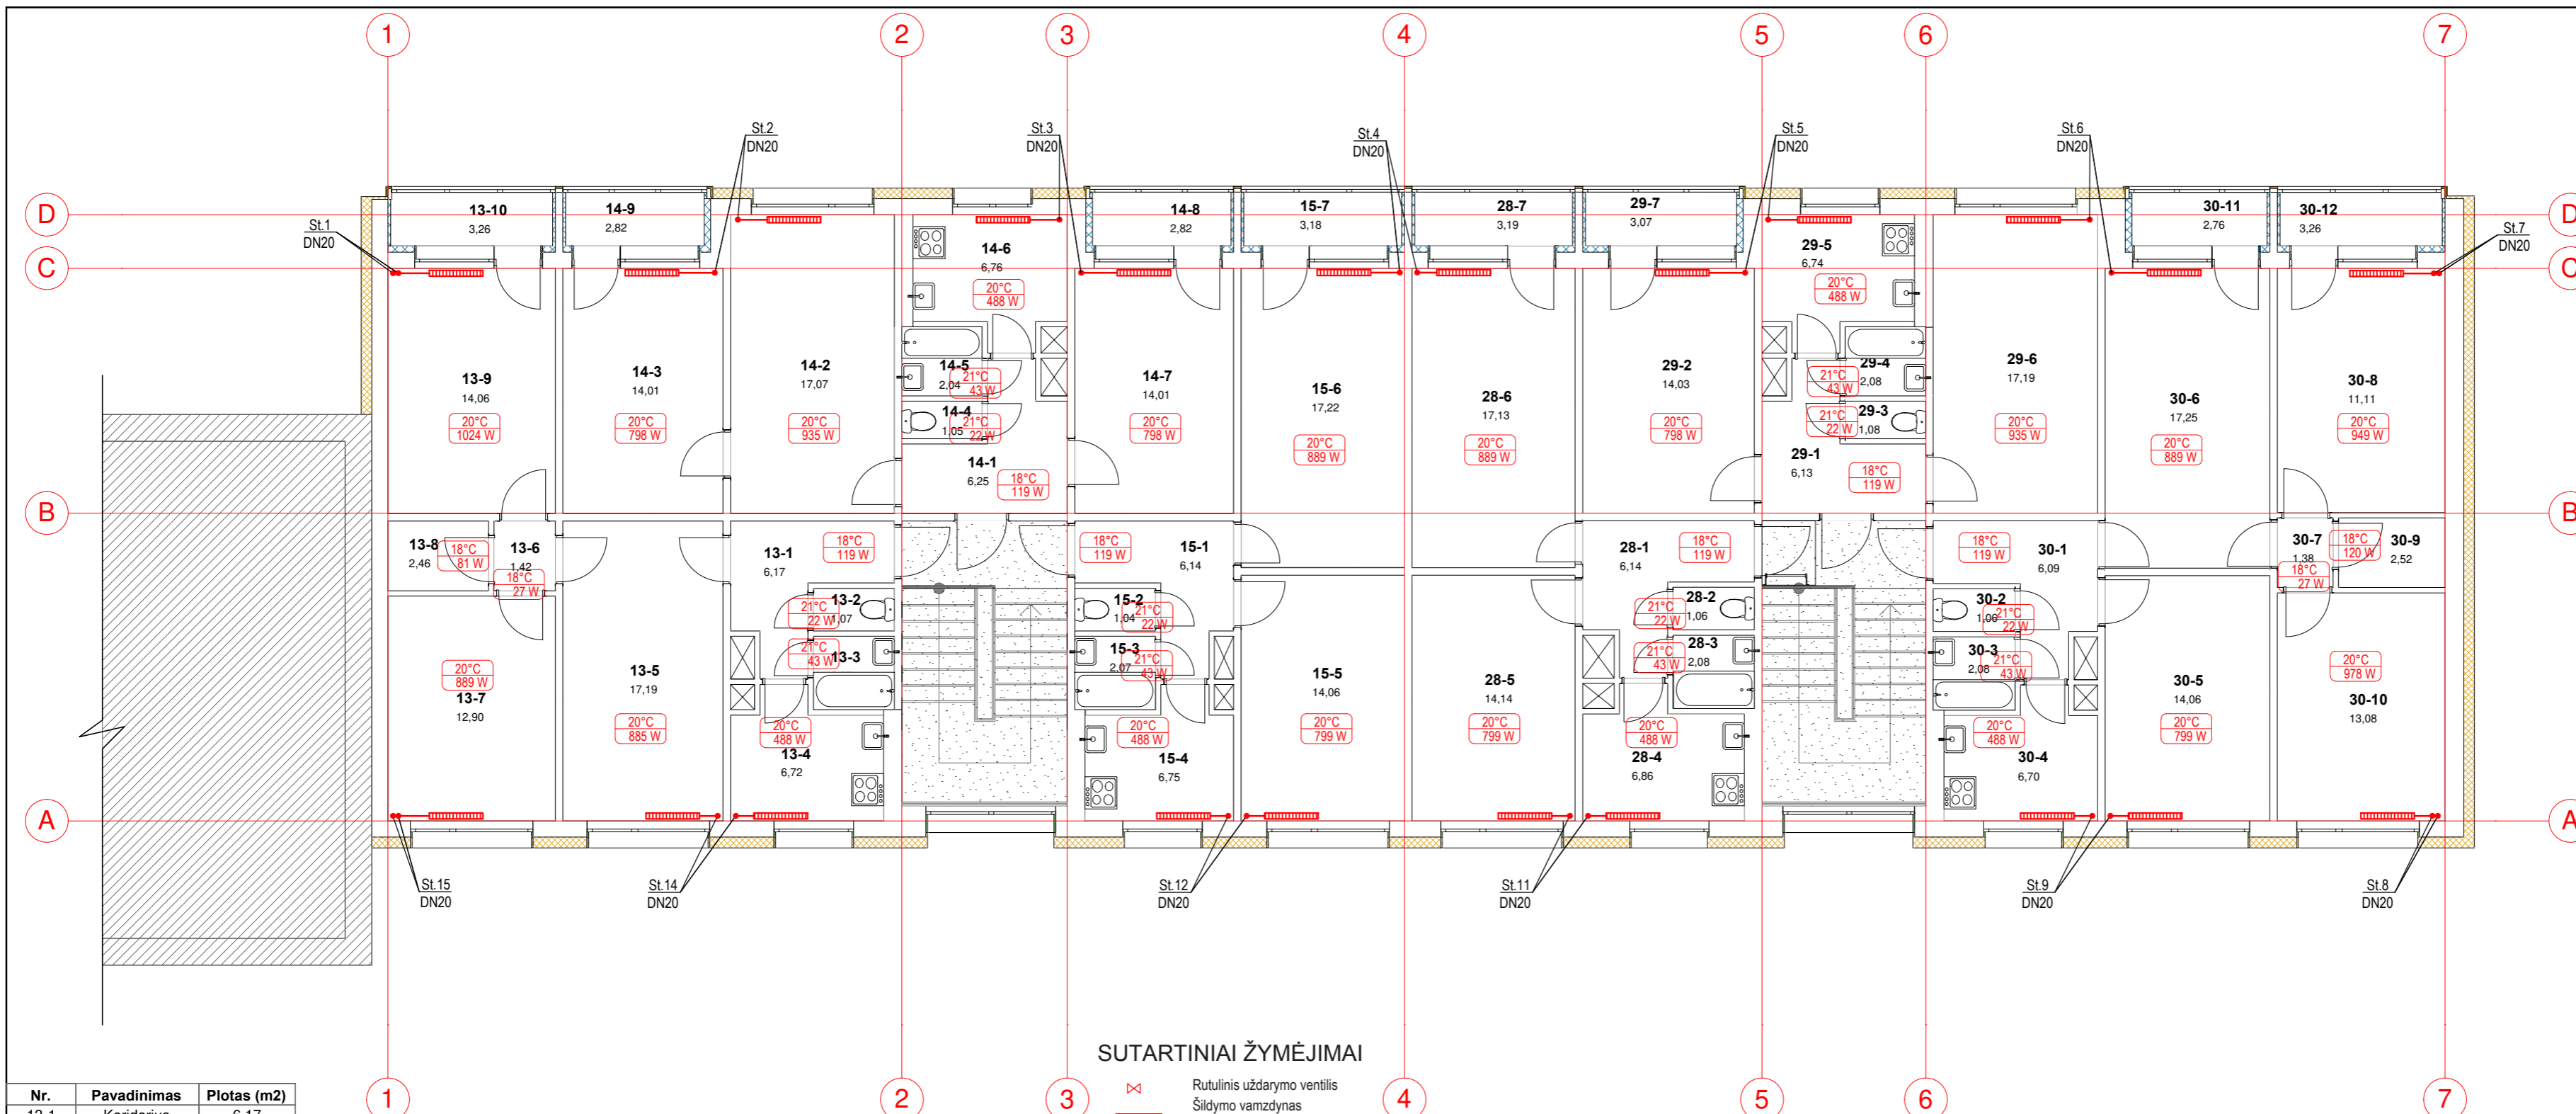 1 2 3 4 5 6 7
St.1
DN20
St.2
DN20
St.3
DN20
St.4
DN20
St.5
DN20
St.6
DN20
St.7
DN20
D D
C C
B B
A A
13-10
3,26
14-9
2,82
14-8
2,82
15-7
3,18
28-7
3,19
29-7
3,07
30-11
2,76
30-12
3,26
13-9
14,06
20°C
1024 W
14-3
14,01
20°C
798 W
14-2
17,07
20°C
935 W
14-6
6,76
20°C
488 W
14-5
2,04
21°C
43 W
14-4
1,05
21°C
22 W
14-1
6,25
18°C
119 W
14-7
14,01
20°C
798 W
15-6
17,22
20°C
889 W
28-6
17,13
20°C
889 W
29-2
14,03
20°C
798 W
29-5
6,74
20°C
488 W
29-4
2,08
21°C
43 W
29-3
1,08
21°C
22 W
29-1
6,13
18°C
119 W
29-6
17,19
20°C
935 W
30-6
17,25
20°C
889 W
30-8
11,11
20°C
949 W
13-8
2,46
18°C
81 W
13-6
1,42
18°C
27 W
13-1
6,17
18°C
119 W
13-2
1,07
21°C
22 W
13-3
21°C
43 W
13-7
12,90
20°C
889 W
13-5
17,19
20°C
885 W
13-4
6,72
20°C
488 W
15-1
6,14
18°C
119 W
15-2
1,04
21°C
22 W
15-3
2,07
21°C
43 W
15-4
6,75
20°C
488 W
15-5
14,06
20°C
799 W
28-5
14,14
20°C
799 W
28-1
6,14
18°C
119 W
28-2
1,06
21°C
22 W
28-3
2,08
21°C
43 W
28-4
6,86
20°C
488 W
30-1
6,09
18°C
119 W
30-2
1,06
21°C
22 W
30-3
2,08
21°C
43 W
30-4
6,70
20°C
488 W
30-5
14,06
20°C
799 W
30-7
1,38
18°C
27 W
30-9
2,52
18°C
120 W
30-10
13,08
20°C
978 W
St.15
DN20
St.14
DN20
St.12
DN20
St.11
DN20
St.9
DN20
St.8
DN20
SUTARTINIAI ŽYMĖJIMAI
Rutulinis uždarymo ventilis
Šildymo vamzdynas
Nr. Pavadinimas Plotas (m2)
13-1 Koridorius 6,17
1 2 3 4 5 6 7